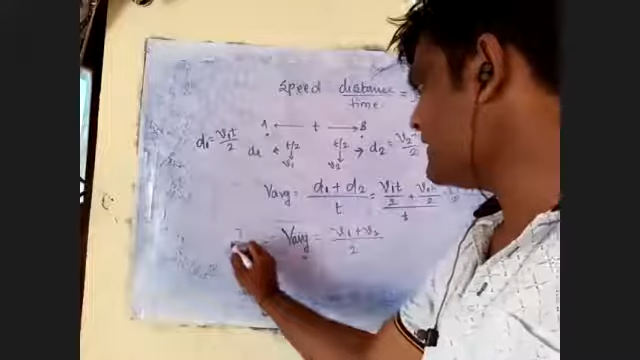 Speed distance/time =
A ← t → B
d₁ = v₁t/2 d₁ ← t/2 t/2 → d₂ = v₂t/2
v₁ v₂
Vavg = (d₁ + d₂)/t = (v₁t/2 + v₂t/2)/t
Vavg = (v₁ + v₂)/2